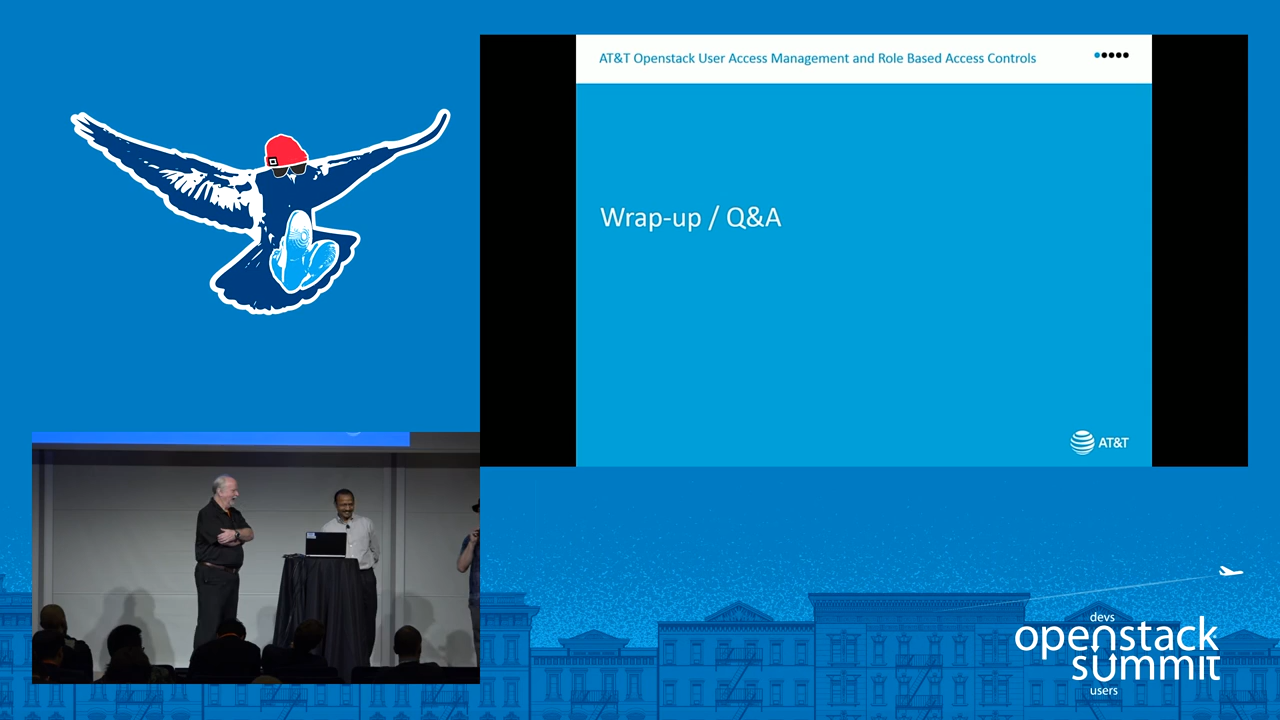 AT&T Openstack User Access Management and Role Based Access Controls
Wrap-up / Q&A
AT&T
devs
openstack
summit
users